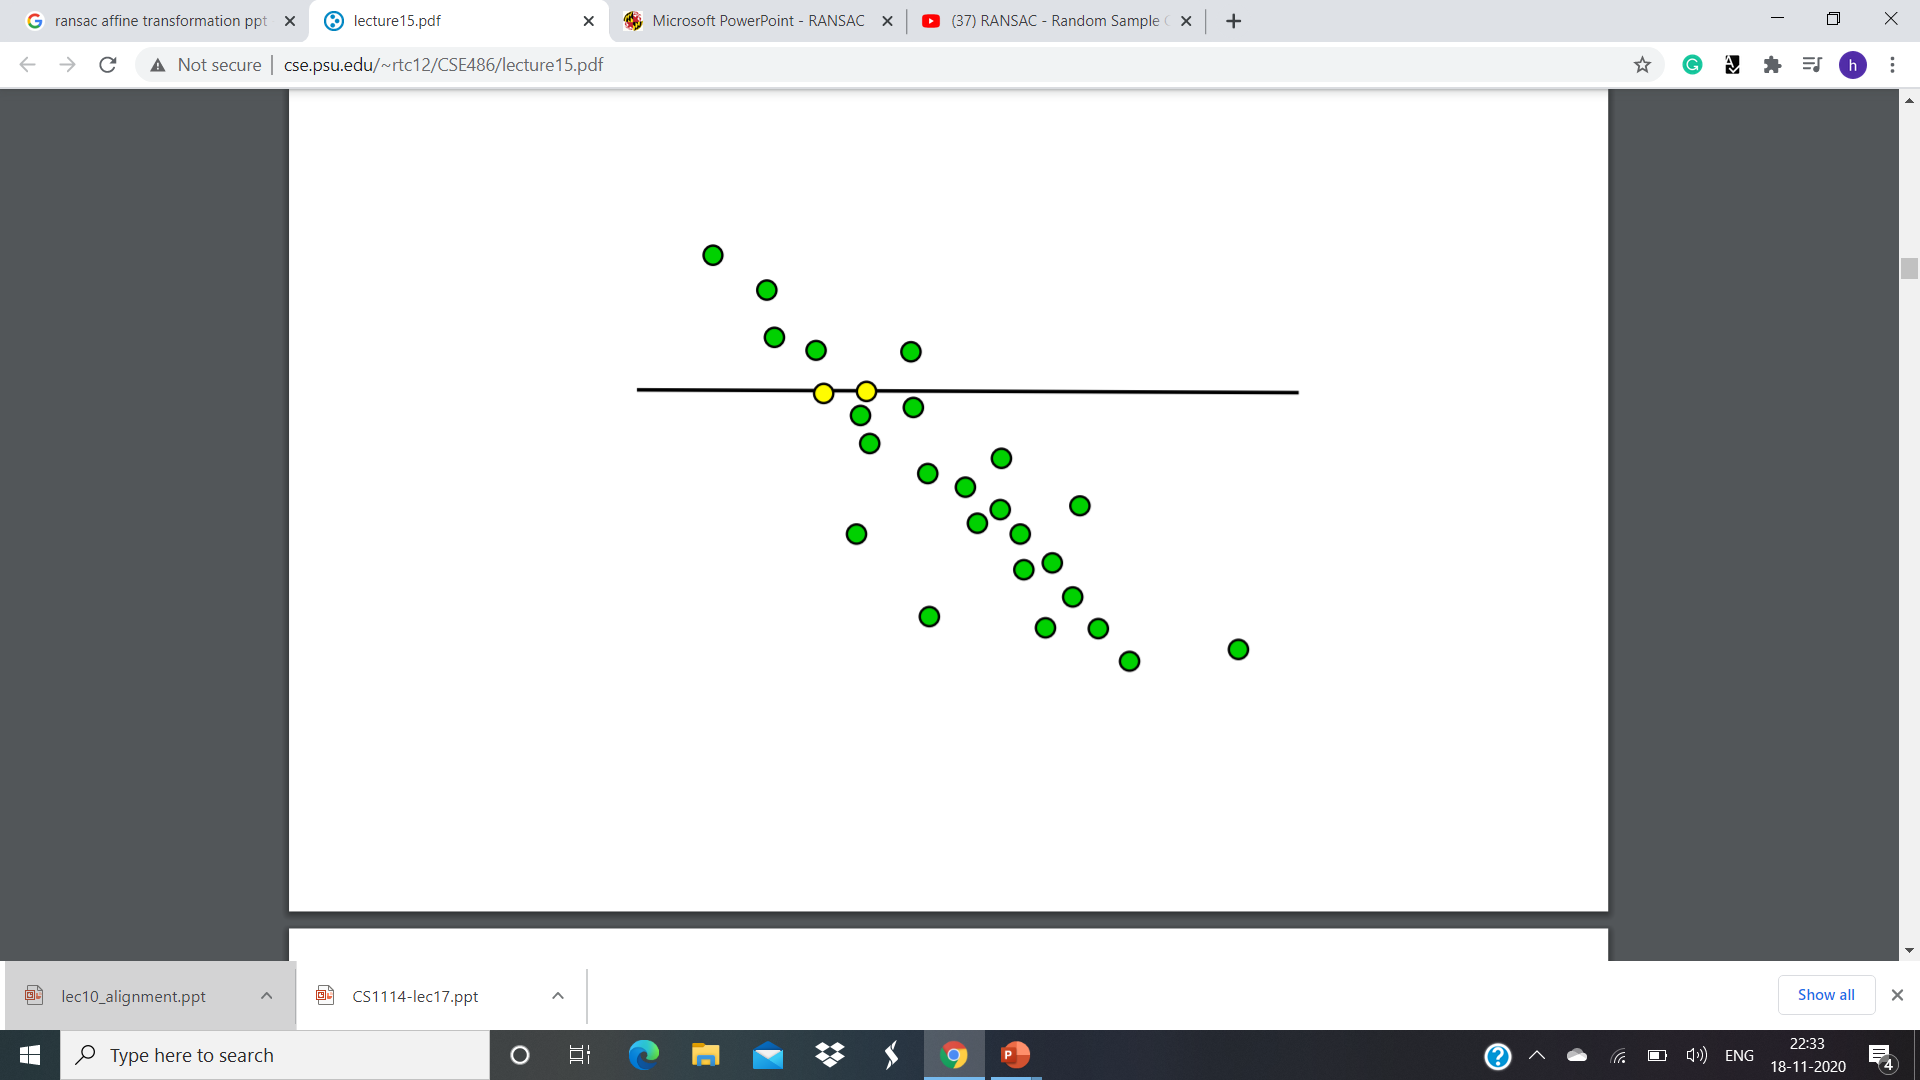 ransac affine transformation ppt
lecture15.pdf
Microsoft PowerPoint - RANSAC
(37) RANSAC - Random Sample
Not secure
cse.psu.edu/~rtc12/CSE486/lecture15.pdf
h
lec10_alignment.ppt
CS1114-lec17.ppt
Show all
Type here to search
ENG
22:33
18-11-2020
4